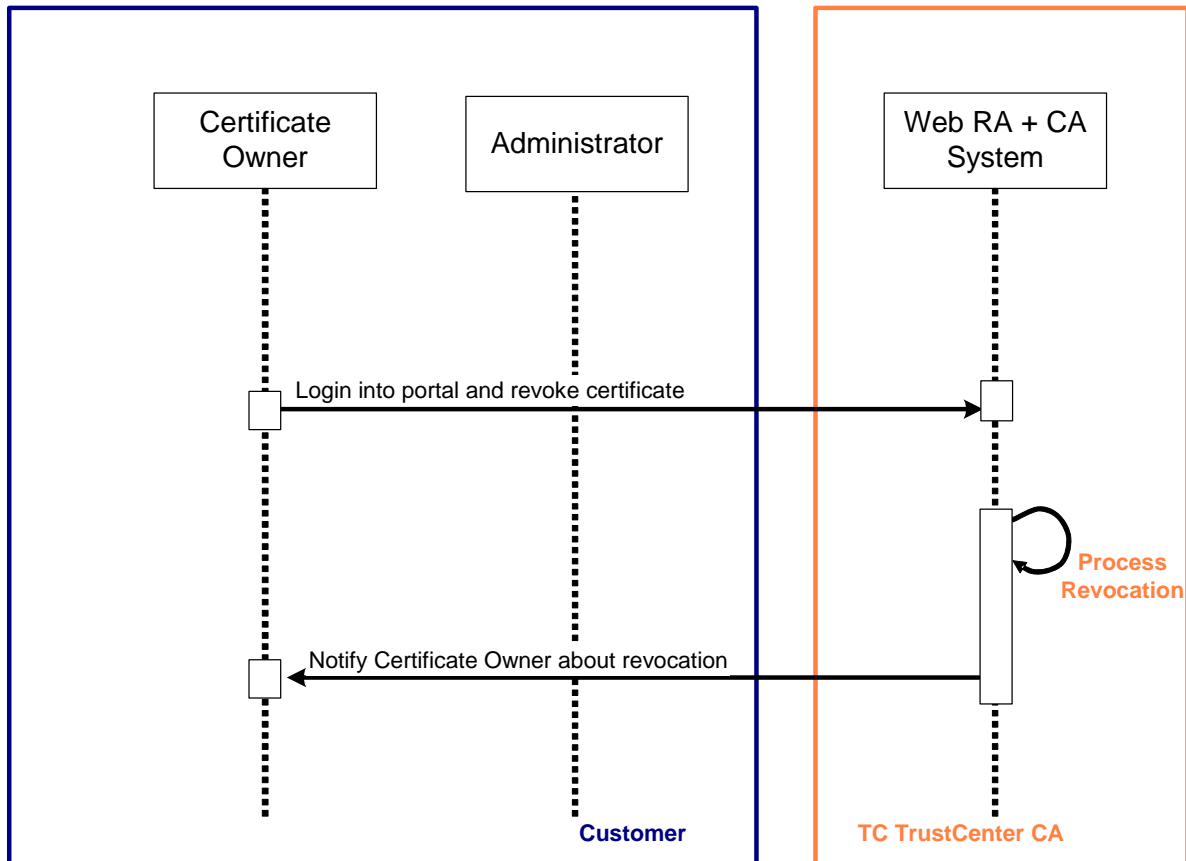 Certificate
Owner
Administrator
Web RA + CA
System
Login into portal and revoke certificate
Process
Revocation
Notify Certificate Owner about revocation
Customer
TC TrustCenter CA